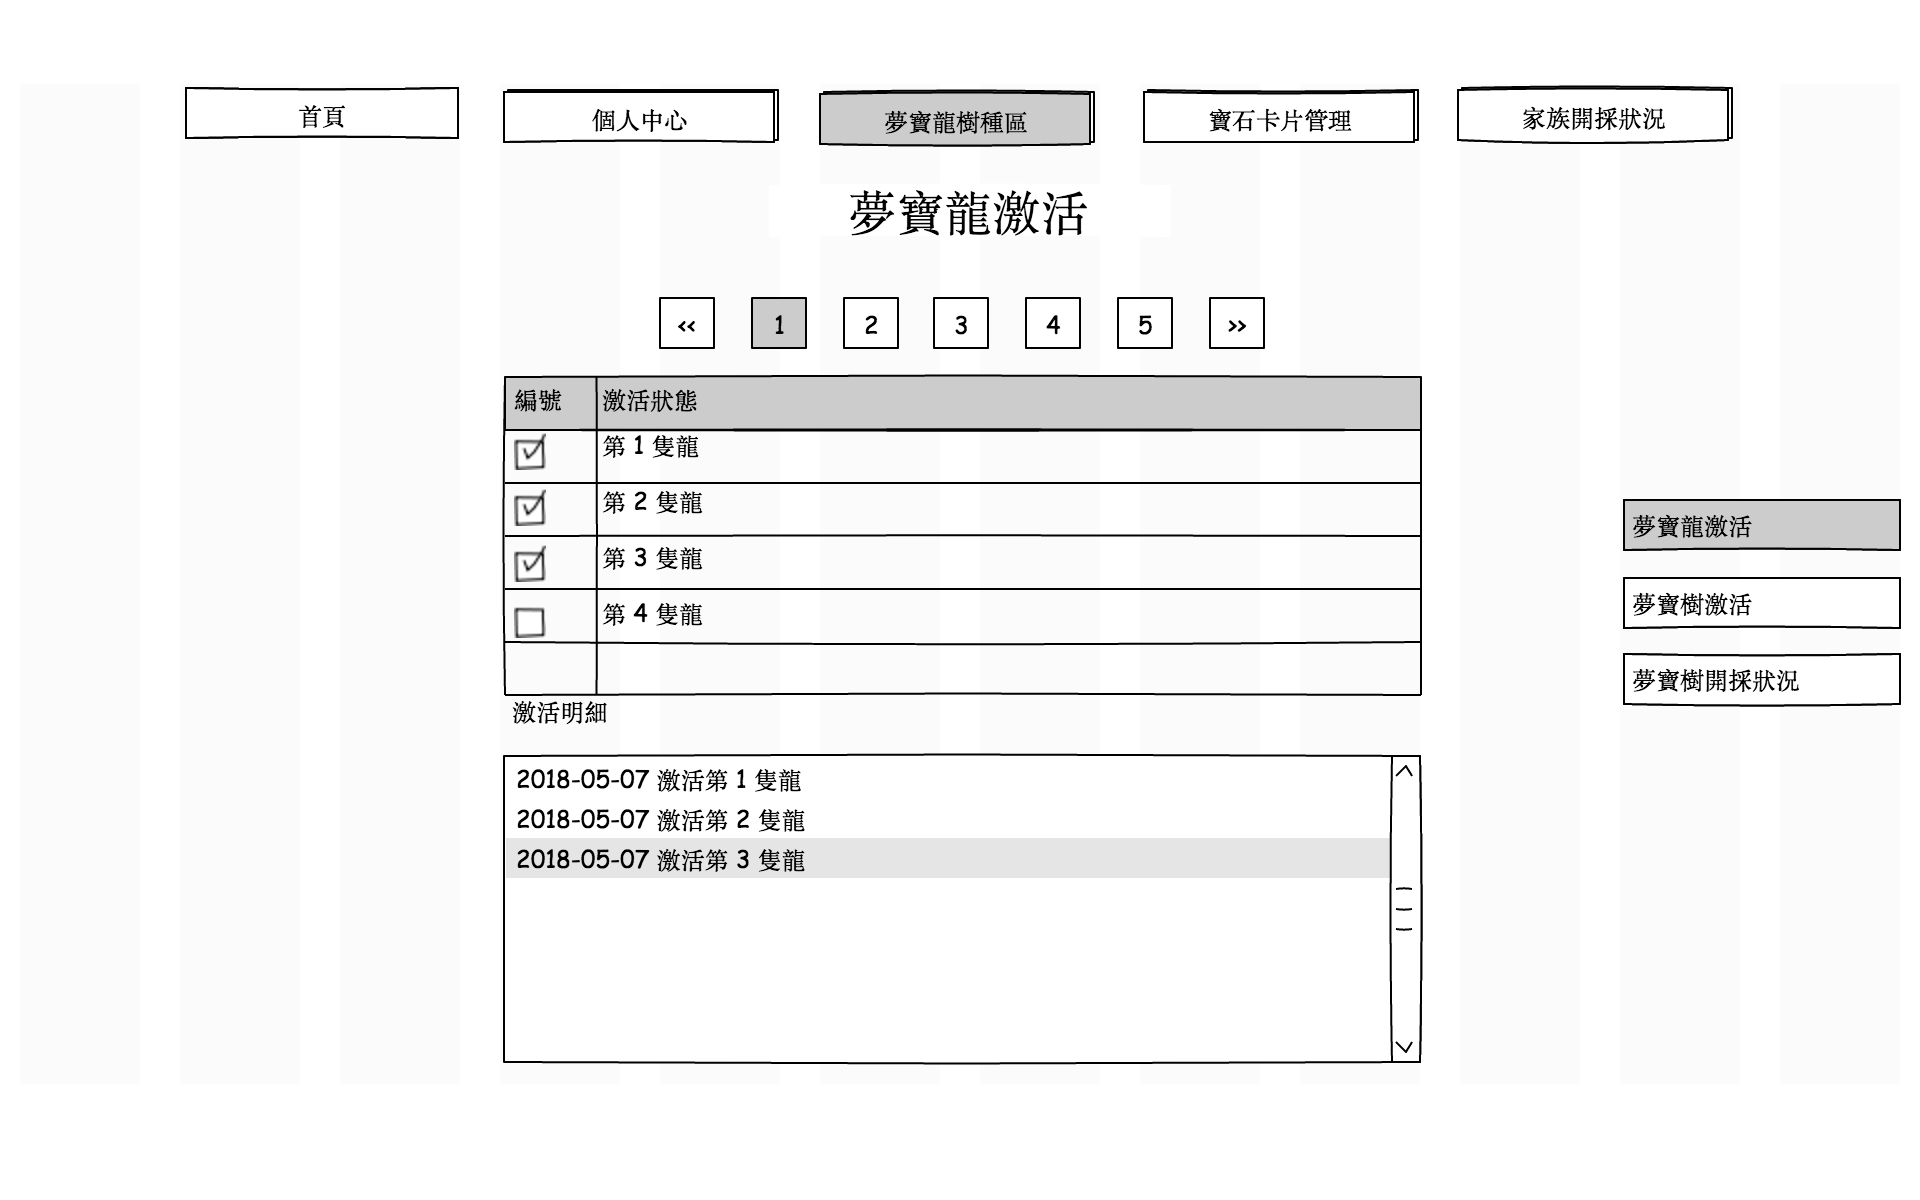 首頁
個人中心
夢寶龍樹種區
寶石卡片管理
家族開採狀況
夢寶龍激活
<< 1 2 3 4 5 >>
編號 激活狀態
第 1 隻龍
第 2 隻龍
第 3 隻龍
第 4 隻龍
激活明細
2018-05-07 激活第 1 隻龍
2018-05-07 激活第 2 隻龍
2018-05-07 激活第 3 隻龍
夢寶龍激活
夢寶樹激活
夢寶樹開採狀況